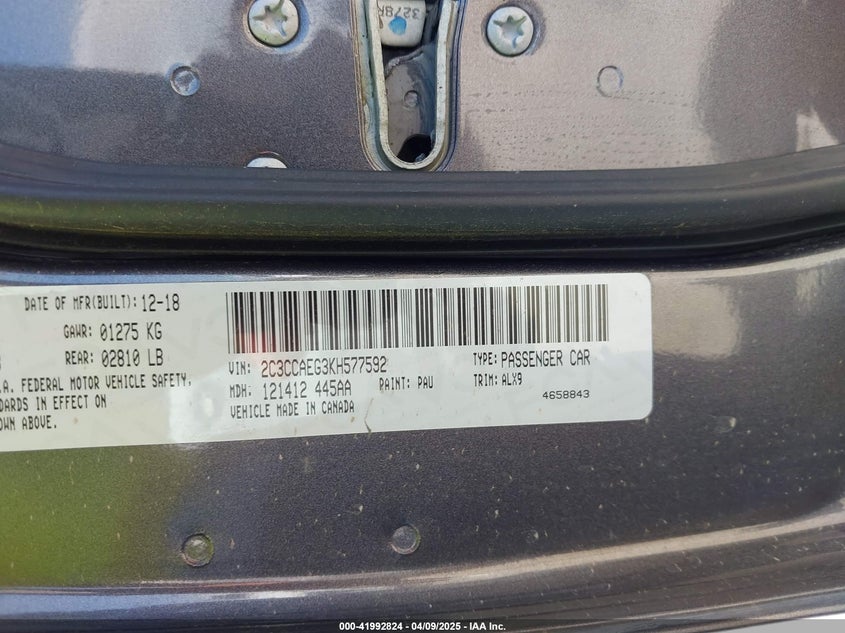 3278
DATE OF MFR(BUILT): 12-18
GAWR: 01275 KG
REAR: 02810 LB
.A. FEDERAL MOTOR VEHICLE SAFETY,
DARDS IN EFFECT ON
OWN ABOVE.
VIN: 2C3CCAEG3KH577592
TYPE: PASSENGER CAR
MDH: 121412 445AA
PAINT: PAU
TRIM: ALX9
VEHICLE MADE IN CANADA
4658843
000-41992824 / 04/09/2025 - IAA Inc.